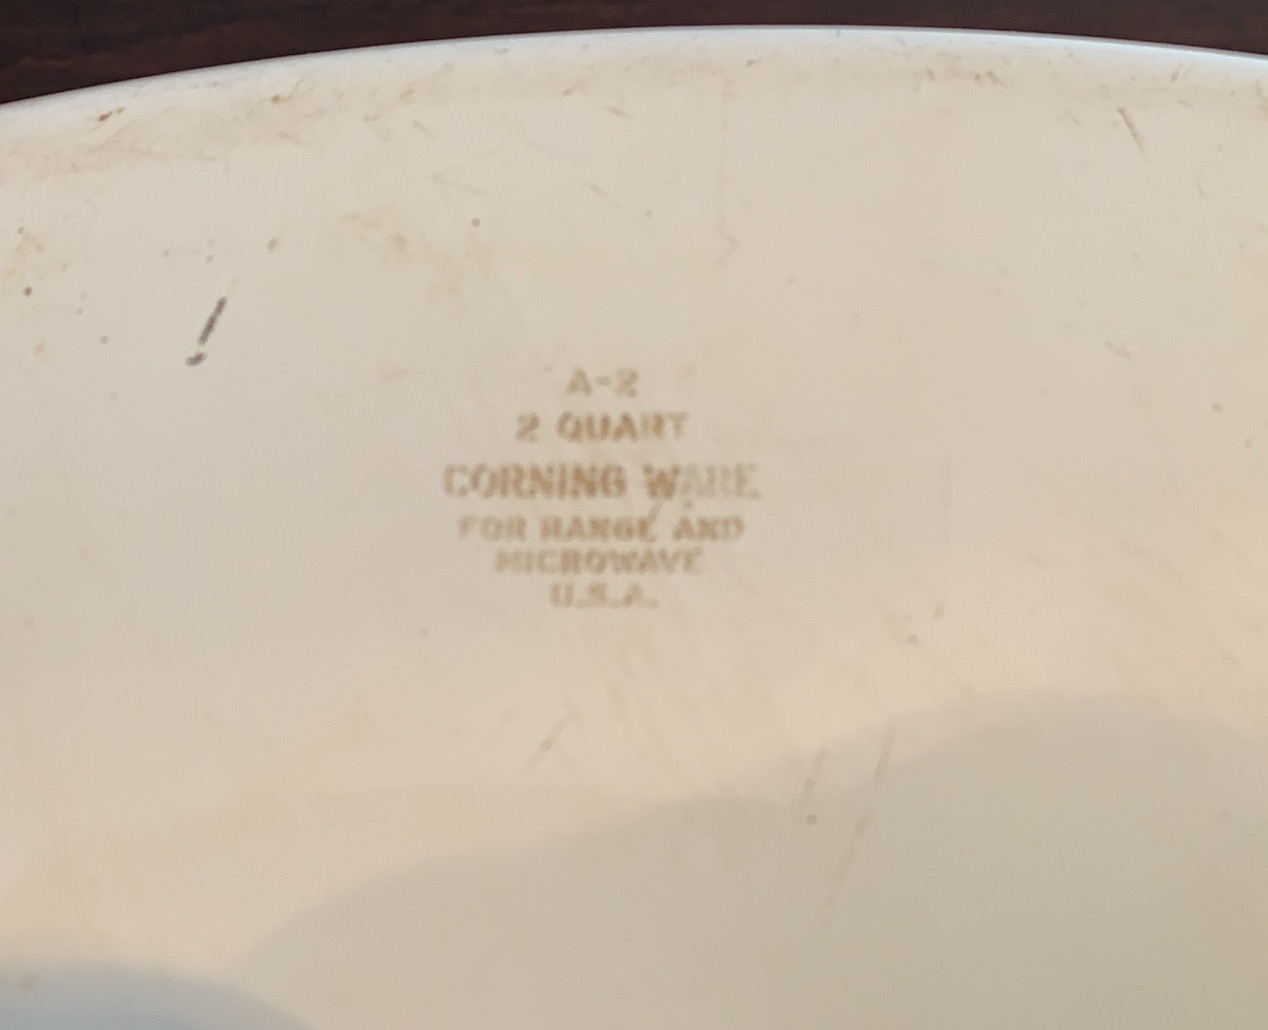 A-2
2 QUART
CORNING WARE
FOR RANGE AND
MICROWAVE
U.S.A.